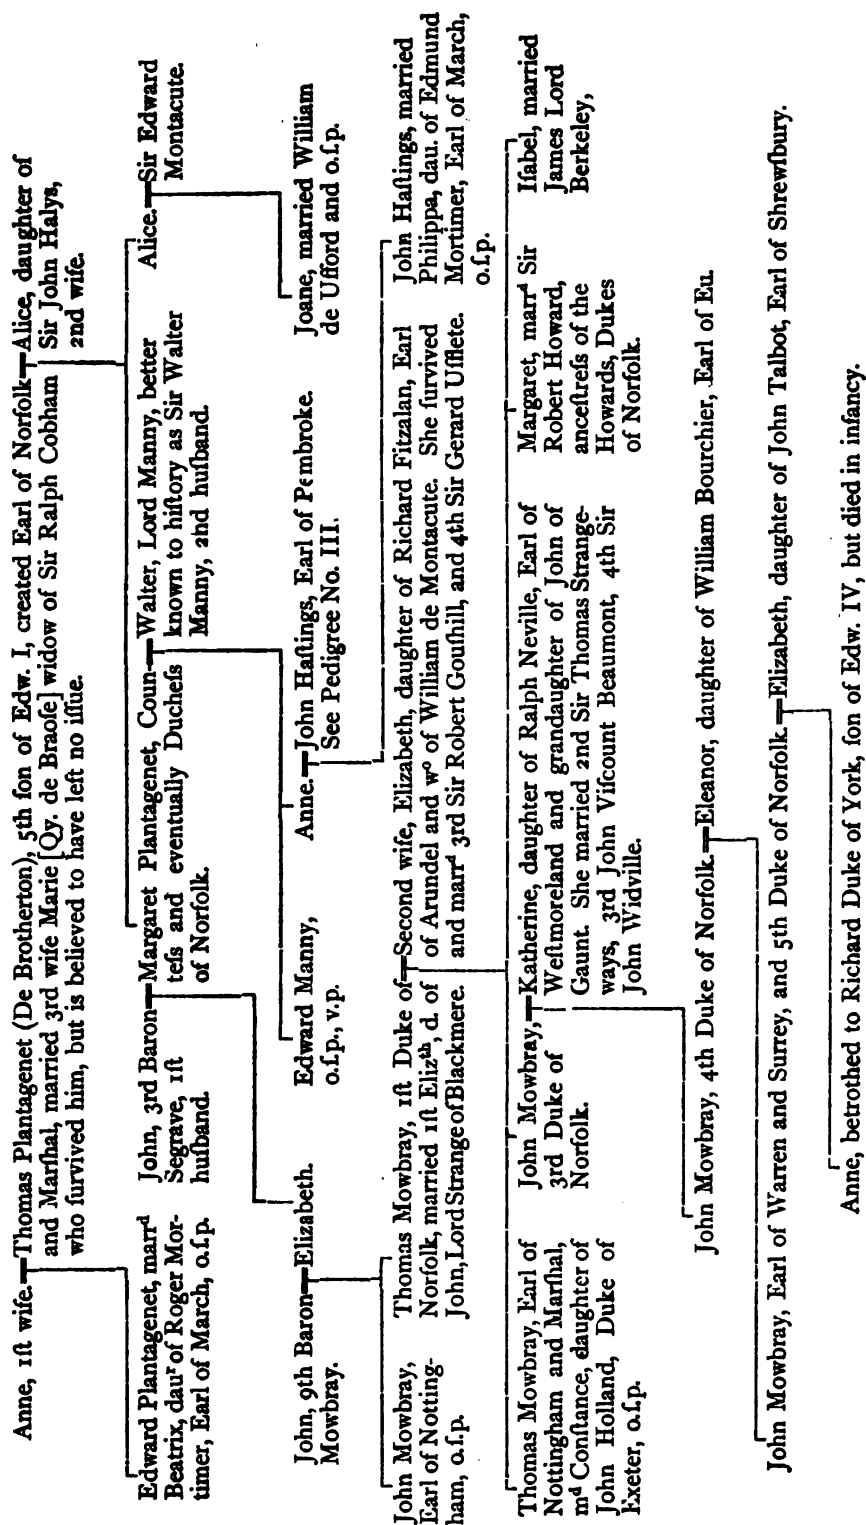 Anne, 1ſt wife.═Thomas Plantagenet (De Brotherton), 5th ſon of Edw. I, created Earl of Norfolk═Alice, daughter of
and Marſhal, married 3rd wife Marie [Qy. de Braoſe] widow of Sir Ralph Cobham
who ſurvived him, but is believed to have left no iſſue.
Sir John Halys,
2nd wife.
Edward Plantagenet, marrᵈ
Beatrix, dauʳ of Roger Mor-
timer, Earl of March, o.ſ.p.
John, 3rd Baron═Margaret Plantagenet, Coun-═Walter, Lord Manny, better
Segrave, 1ſt
huſband.
teſs and eventually Ducheſs
of Norfolk.
known to hiſtory as Sir Walter
Manny, 2nd huſband.
Alice.═Sir Edward
Montacute.
John, 9th Baron═Elizabeth.
Mowbray.
Edward Manny,
o.ſ.p., v.p.
Anne.═John Haſtings, Earl of Pembroke.
See Pedigree No. III.
Joane, married William
de Ufford and o.ſ.p.
John Mowbray,
Earl of Notting-
ham, o.ſ.p.
Thomas Mowbray, 1ſt Duke of═Second wife, Elizabeth, daughter of Richard Fitzalan, Earl
Norfolk, married 1ſt Elizᵗʰ, d. of
John, Lord Strange of Blackmere.
of Arundel and wᵒ of William de Montacute. She ſurvived
and marrᵈ 3rd Sir Robert Gouſhill, and 4th Sir Gerard Ufflete.
John Haſtings, married
Philippa, dau. of Edmund
Mortimer, Earl of March,
o.ſ.p.
Thomas Mowbray, Earl of
Nottingham and Marſhal,
mᵈ Conſtance, daughter of
John Holland, Duke of
Exeter, o.ſ.p.
John Mowbray,═Katherine, daughter of Ralph Neville, Earl of
3rd Duke of
Norfolk.
Weſtmoreland and grandaughter of John of
Gaunt. She married 2nd Sir Thomas Strange-
ways, 3rd John Viſcount Beaumont, 4th Sir
John Widville.
Margaret, marrᵈ Sir
Robert Howard,
anceſtreſs of the
Howards, Dukes
of Norfolk.
Iſabel, married
James Lord
Berkeley,
John Mowbray, 4th Duke of Norfolk.═Eleanor, daughter of William Bourchier, Earl of Eu.
John Mowbray, Earl of Warren and Surrey, and 5th Duke of Norfolk.═Elizabeth, daughter of John Talbot, Earl of Shrewſbury.
Anne, betrothed to Richard Duke of York, ſon of Edw. IV, but died in infancy.